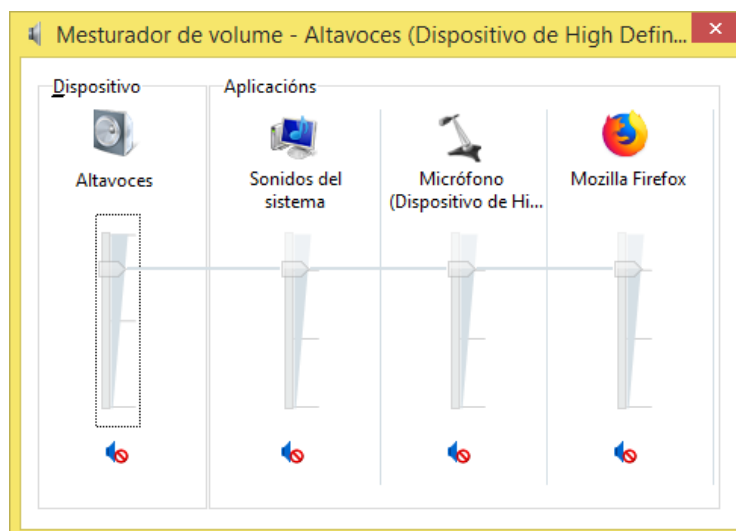 Mesturador de volume - Altavoces (Dispositivo de High Defin...
Dispositivo
Aplicacións
Altavoces
Sonidos del
sistema
Micrófono
(Dispositivo de Hi...
Mozilla Firefox